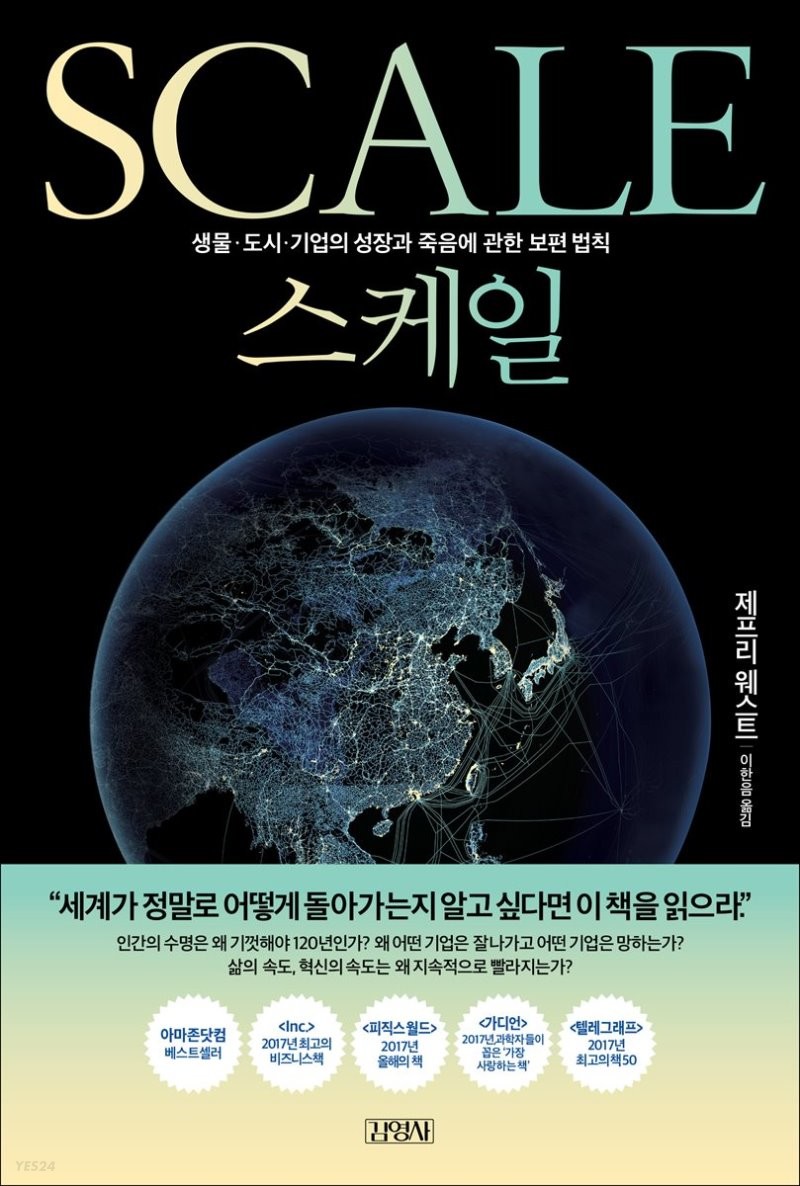 SCALE
생물·도시·기업의 성장과 죽음에 관한 보편 법칙
스케일
제프리 웨스트 | 이한음 옮김
“세계가 정말로 어떻게 돌아가는지 알고 싶다면 이 책을 읽으라.”
인간의 수명은 왜 기껏해야 120년인가? 왜 어떤 기업은 잘나가고 어떤 기업은 망하는가?
삶의 속도, 혁신의 속도는 왜 지속적으로 빨라지는가?
아마존닷컴
베스트셀러
<Inc.>
2017년 최고의
비즈니스책
<피직스 월드>
2017년
올해의 책
<가디언>
2017년, 과학자들이
꼽은 '가장
사랑하는 책'
<텔레그래프>
2017년
최고의 책 50
김영사
YES24